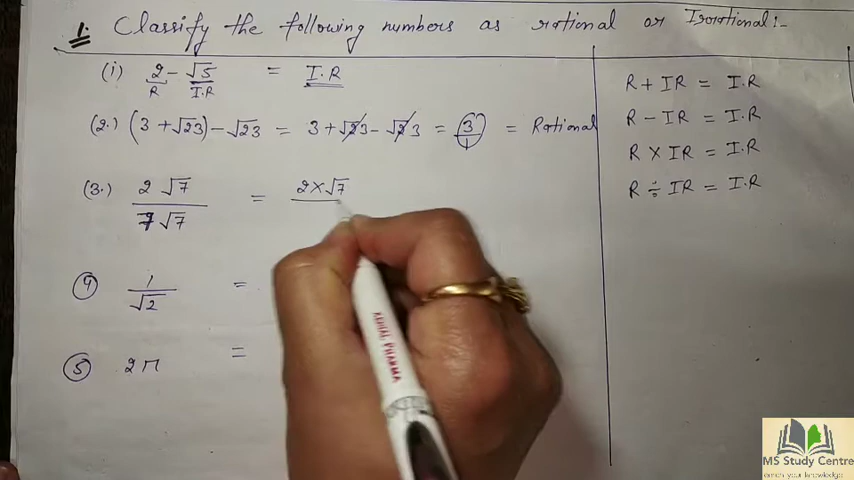 1. Classify the following numbers as rational or Irrational:-
(i) 2 - √5 = I.R
R I.R
(2.) (3 + √23) - √23 = 3 + √23 - √23 = 3/1 = Rational
(3.) 2√7 / 7√7 = 2×√7
④ 1/√2 =
⑤ 2π =
R + IR = I.R
R - IR = I.R
R × IR = I.R
R ÷ IR = I.R
KEHAL PHARMA
MS Study Centre